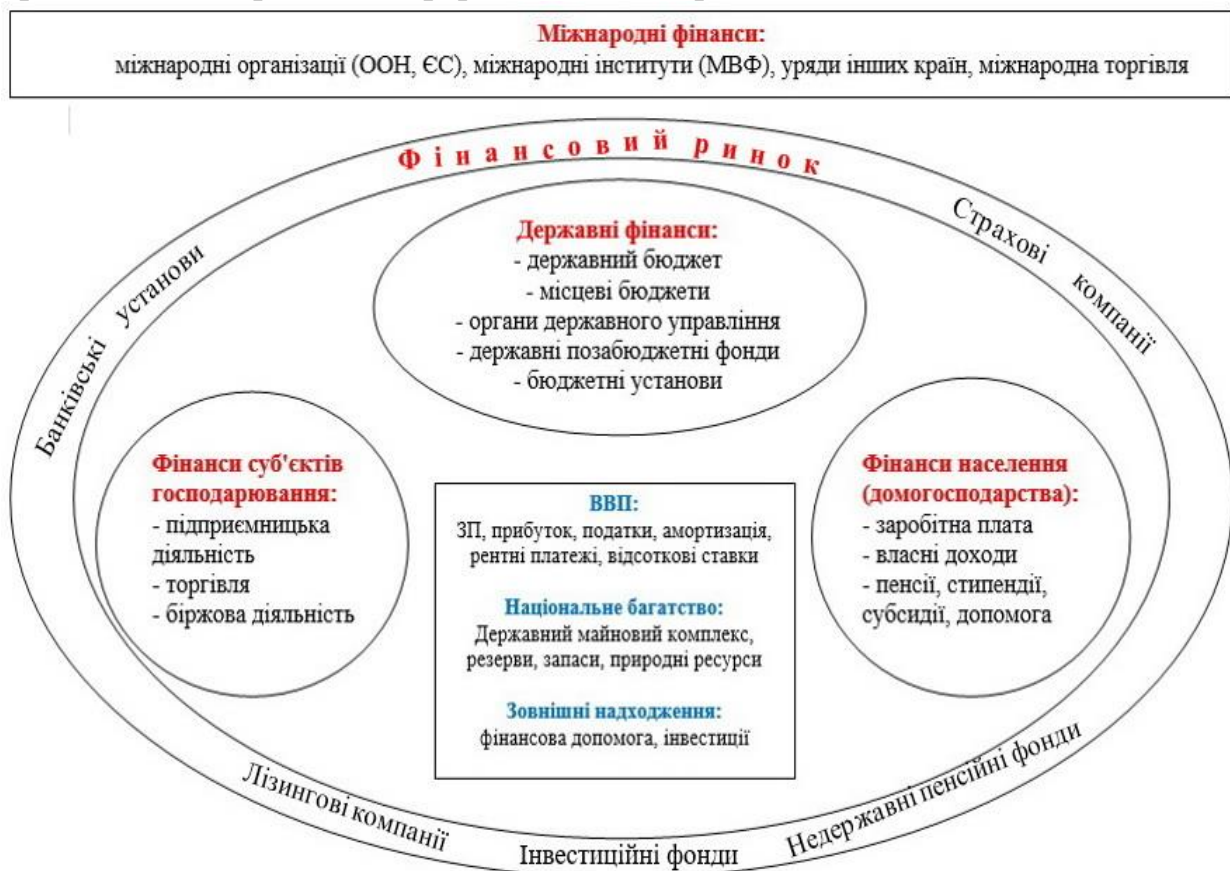 Міжнародні фінанси:
міжнародні організації (ООН, ЄС), міжнародні інститути (МВФ), уряди інших країн, міжнародна торгівля
Фінансовий ринок
Банківські установи
Страхові компанії
Державні фінанси:
- державний бюджет
- місцеві бюджети
- органи державного управління
- державні позабюджетні фонди
- бюджетні установи
Фінанси суб'єктів
господарювання:
- підприємницька
діяльність
- торгівля
- біржова діяльність
ВВП:
ЗП, прибуток, податки, амортизація,
рентні платежі, відсоткові ставки
Національне багатство:
Державний майновий комплекс,
резерви, запаси, природні ресурси
Зовнішні надходження:
фінансова допомога, інвестиції
Фінанси населення
(домогосподарства):
- заробітна плата
- власні доходи
- пенсії, стипендії,
субсидії, допомога
Лізингові компанії
Інвестиційні фонди
Недержавні пенсійні фонди